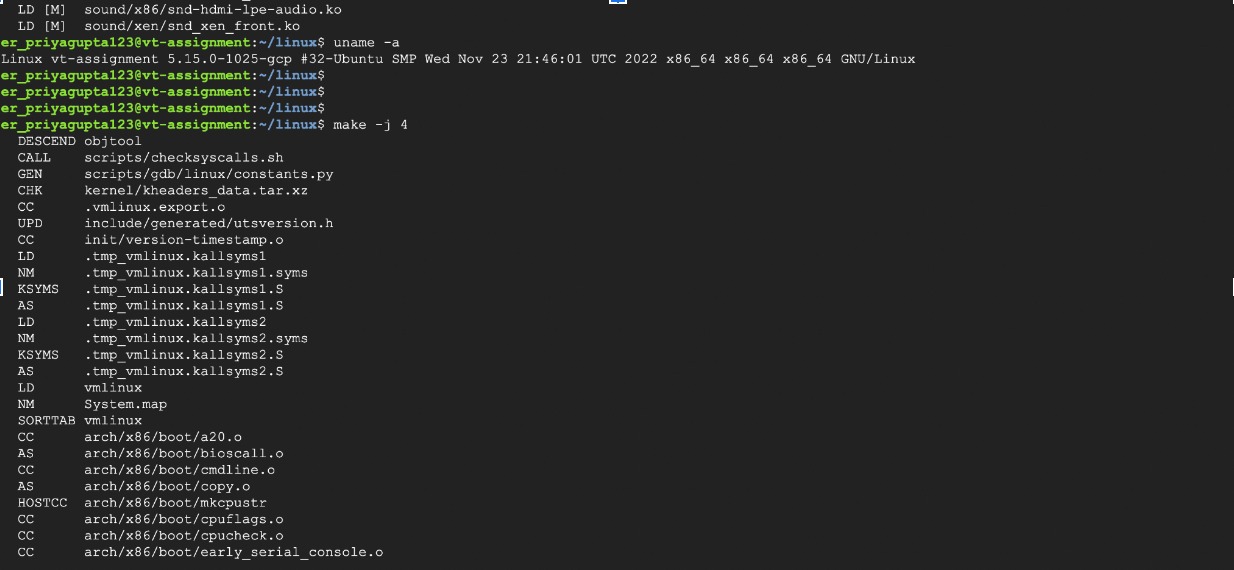 LD [M]  sound/x86/snd-hdmi-lpe-audio.ko
LD [M]  sound/xen/snd_xen_front.ko
er_priyagupta123@vt-assignment:~/linux$ uname -a
Linux vt-assignment 5.15.0-1025-gcp #32-Ubuntu SMP Wed Nov 23 21:46:01 UTC 2022 x86_64 x86_64 x86_64 GNU/Linux
er_priyagupta123@vt-assignment:~/linux$
er_priyagupta123@vt-assignment:~/linux$
er_priyagupta123@vt-assignment:~/linux$
er_priyagupta123@vt-assignment:~/linux$ make -j 4
DESCEND objtool
CALL    scripts/checksyscalls.sh
GEN     scripts/gdb/linux/constants.py
CHK     kernel/kheaders_data.tar.xz
CC      .vmlinux.export.o
UPD     include/generated/utsversion.h
CC      init/version-timestamp.o
LD      .tmp_vmlinux.kallsyms1
NM      .tmp_vmlinux.kallsyms1.syms
KSYMS   .tmp_vmlinux.kallsyms1.S
AS      .tmp_vmlinux.kallsyms1.S
LD      .tmp_vmlinux.kallsyms2
NM      .tmp_vmlinux.kallsyms2.syms
KSYMS   .tmp_vmlinux.kallsyms2.S
AS      .tmp_vmlinux.kallsyms2.S
LD      vmlinux
NM      System.map
SORTTAB vmlinux
CC      arch/x86/boot/a20.o
AS      arch/x86/boot/bioscall.o
CC      arch/x86/boot/cmdline.o
AS      arch/x86/boot/copy.o
HOSTCC  arch/x86/boot/mkcpustr
CC      arch/x86/boot/cpuflags.o
CC      arch/x86/boot/cpucheck.o
CC      arch/x86/boot/early_serial_console.o